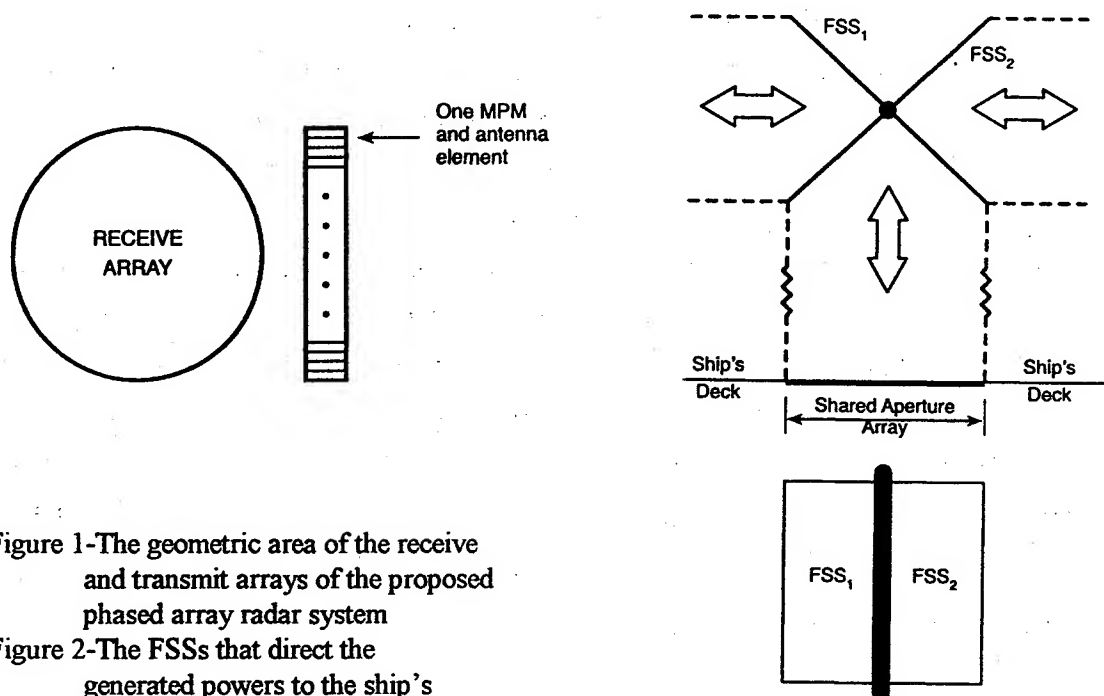 One MPM
and antenna
element
RECEIVE
ARRAY
FSS1
FSS2
Ship's
Deck
Ship's
Deck
Shared Aperture
Array
FSS1
FSS2
igure 1-The geometric area of the receive
and transmit arrays of the proposed
phased array radar system
igure 2-The FSSs that direct the
generated powers to the ship's